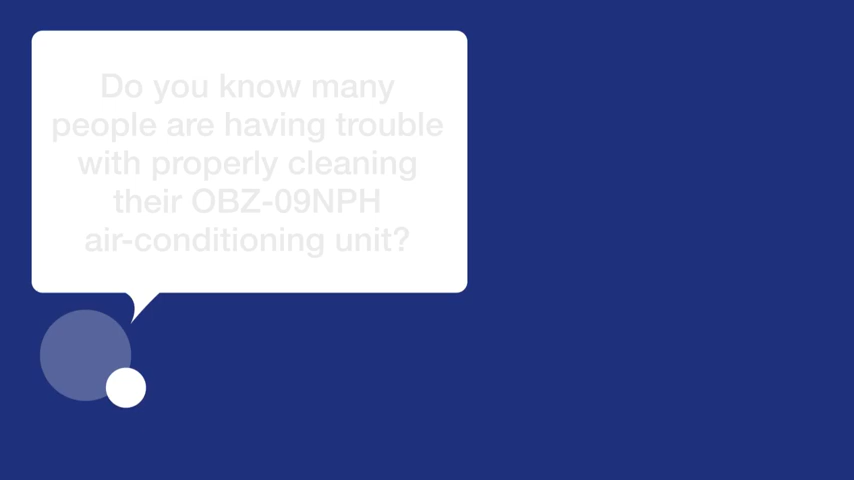 Do you know many
people are having trouble
with properly cleaning
their OBZ-09NPH
air-conditioning unit?